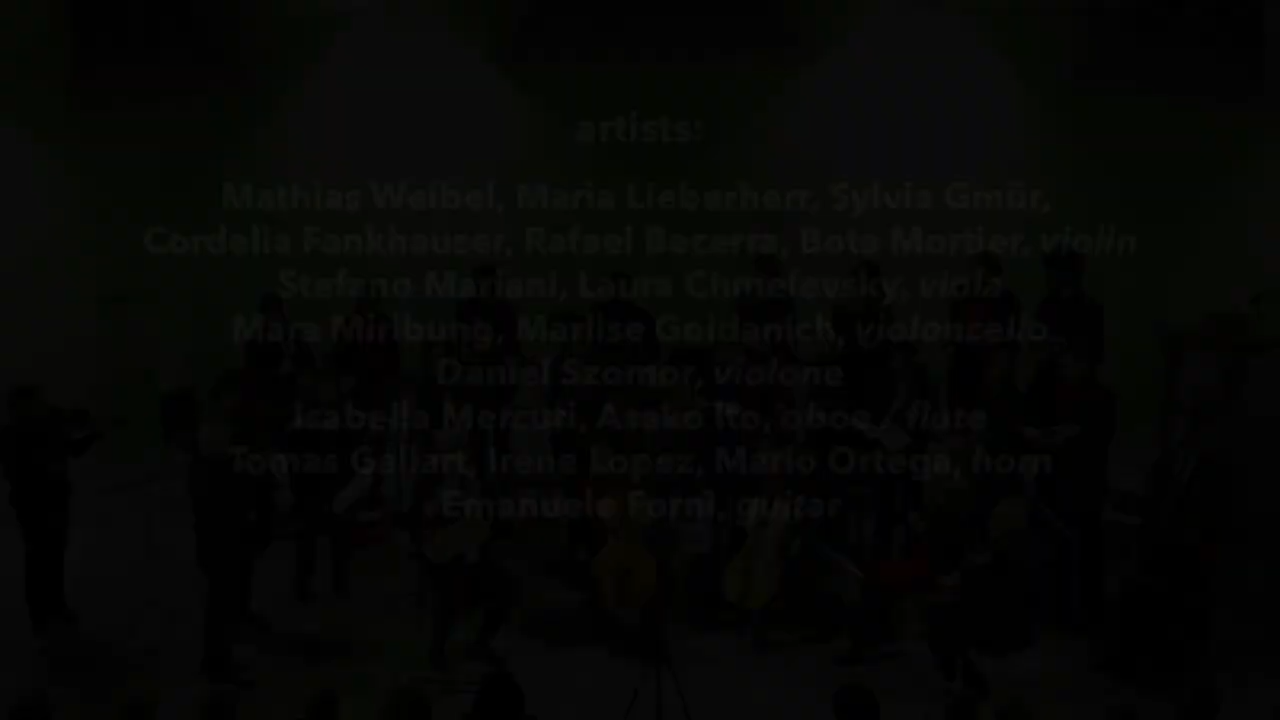 artists:
Mathias Weibel, Maria Lieberherr, Sylvia Gmür,
Cordelia Fankhauser, Rafael Becerra, Bote Mortier, violin
Stefano Mariani, Laura Chmelevsky, viola
Mara Miribung, Marlise Goidanich, violoncello
Daniel Szomor, violone
Isabella Mercuri, Asako Ito, oboe / flute
Tomas Gallart, Irene Lopez, Mario Ortega, horn
Emanuele Forni, guitar